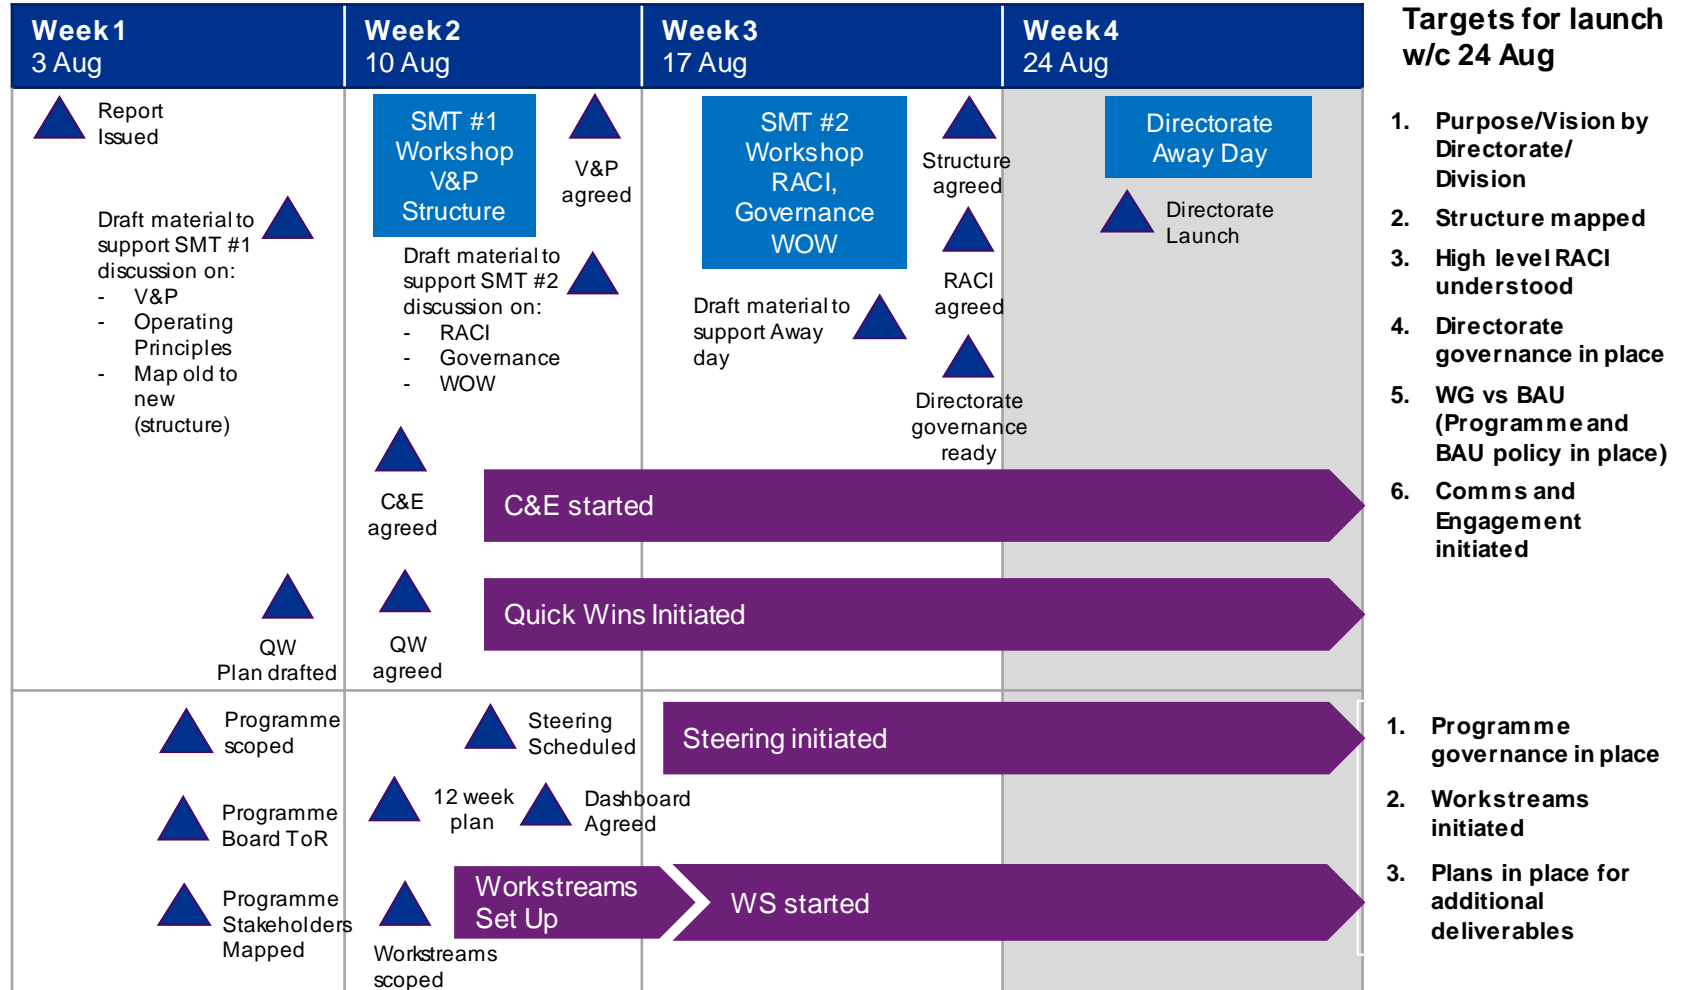 Week 1
3 Aug
Week 2
10 Aug
Week 3
17 Aug
Week 4
24 Aug
Targets for launch
w/c 24 Aug
Report
Issued
Draft material to
support SMT #1
discussion on:
- V&P
- Operating
Principles
- Map old to
new
(structure)
SMT #1
Workshop
V&P
Structure
V&P
agreed
Draft material to
support SMT #2
discussion on:
- RACI
- Governance
- WOW
SMT #2
Workshop
RACI,
Governance
WOW
Draft material to
support Away
day
Structure
agreed
RACI
agreed
Directorate
governance
ready
Directorate
Away Day
Directorate
Launch
C&E
agreed
C&E started
QW
Plan drafted
QW
agreed
Quick Wins Initiated
1. Purpose/Vision by
Directorate/
Division
2. Structure mapped
3. High level RACI
understood
4. Directorate
governance in place
5. WG vs BAU
(Programme and
BAU policy in place)
6. Comms and
Engagement
initiated
Programme
scoped
Programme
Board ToR
Programme
Stakeholders
Mapped
Steering
Scheduled
12 week
plan
Dashboard
Agreed
Workstreams
scoped
Steering initiated
Workstreams
Set Up
WS started
1. Programme
governance in place
2. Workstreams
initiated
3. Plans in place for
additional
deliverables